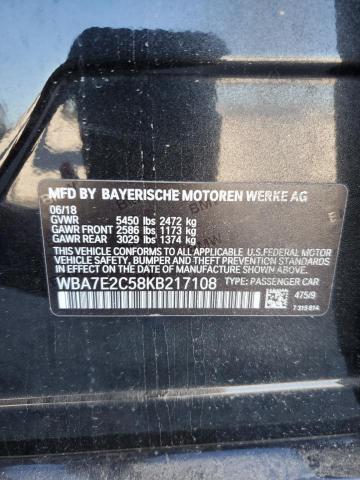 MFD BY BAYERISCHE MOTOREN WERKE AG
06/18
GVWR 5450 lbs 2472 kg
GAWR FRONT 2586 lbs 1173 kg
GAWR REAR 3029 lbs 1374 kg
THIS VEHICLE CONFORMS TO ALL APPLICABLE U.S.FEDERAL MOTOR
VEHICLE SAFETY, BUMPER AND THEFT PREVENTION
STANDARDS IN EFFECT ON THE DATE OF MANUFACTURE SHOWN ABOVE.
WBA7E2C58KB217108 TYPE: PASSENGER CAR
475/9
7 315 814